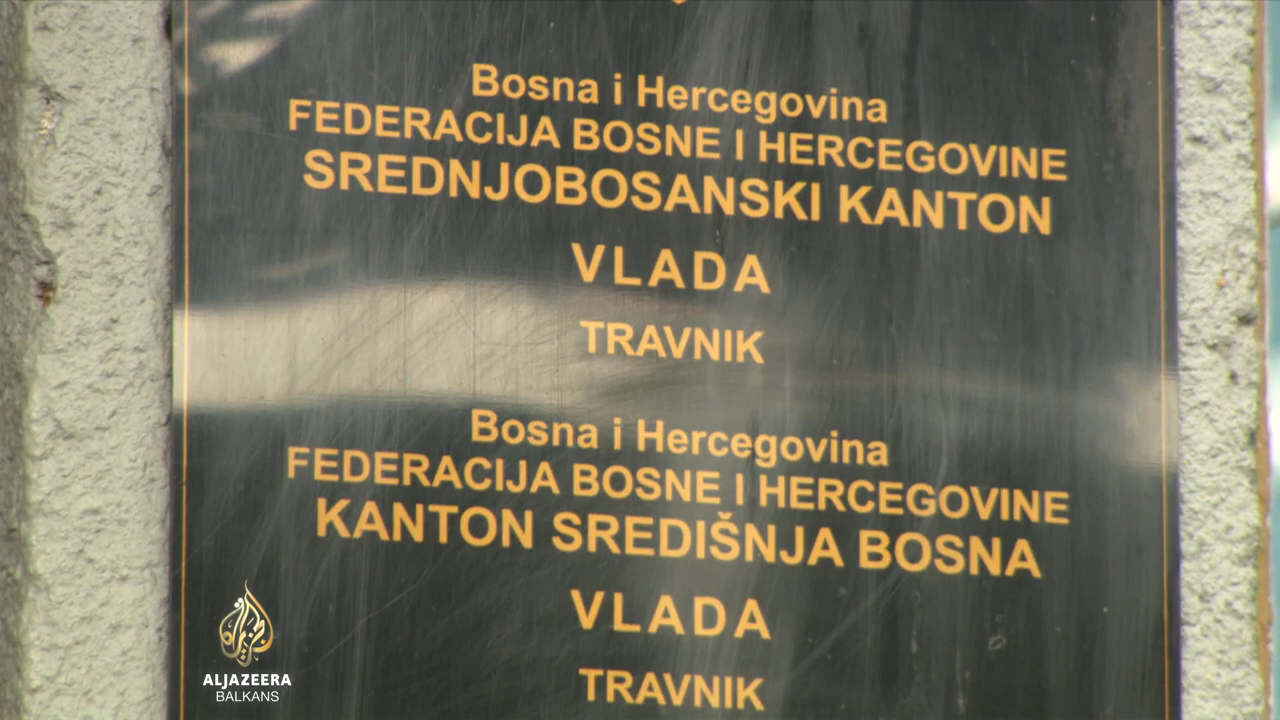 Bosna i Hercegovina
FEDERACIJA BOSNE I HERCEGOVINE
SREDNJOBOSANSKI KANTON
VLADA
TRAVNIK
Bosna i Hercegovina
FEDERACIJA BOSNE I HERCEGOVINE
KANTON SREDIŠNJA BOSNA
VLADA
TRAVNIK
ALJAZEERA
BALKANS